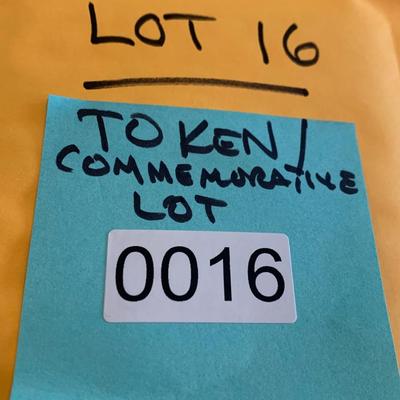 LOT 16
TOKEN/
COMMEMORATIVE
LOT
0016